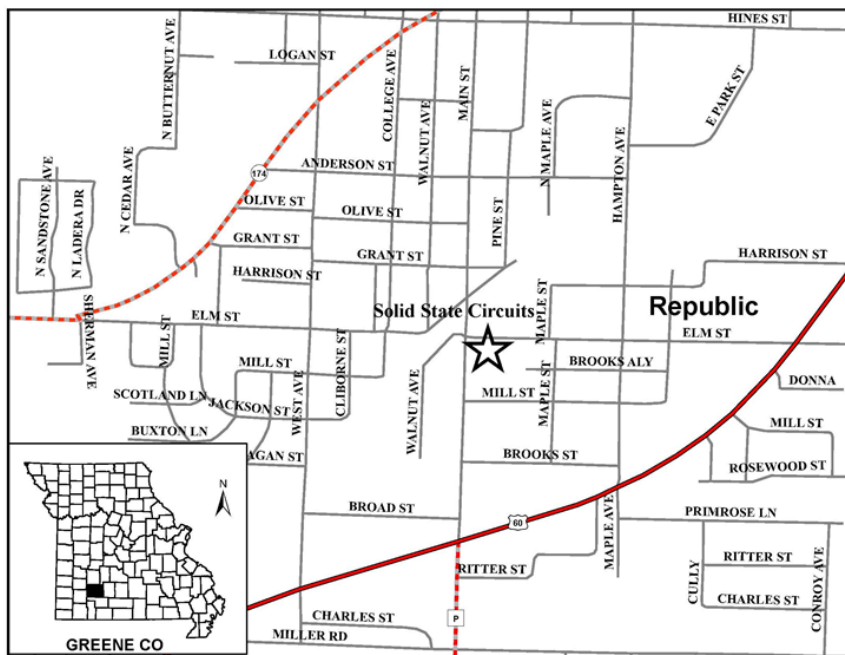 HINES ST
LOGAN ST
N BUTTERNUT AVE
COLLEGE AVE
MAIN ST
E PARK ST
WALNUT AVE
N MAPLE AVE
HAMPTON AVE
ANDERSON ST
174
N SANDSTONE AVE
N LADERA DR
N CEDAR AVE
OLIVE ST
OLIVE ST
PINE ST
GRANT ST
GRANT ST
HARRISON ST
HARRISON ST
SHERMAN AVE
MAPLE ST
Solid State Circuits
Republic
ELM ST
ELM ST
MILL ST
CLIBORNE ST
MILL ST
BROOKS ALY
WALNUT AVE
MAPLE ST
DONNA
SCOTLAND LN
JACKSON ST
WEST AVE
MILL ST
MILL ST
BUXTON LN
AGAN ST
BROOKS ST
ROSEWOOD ST
N
BROAD ST
60
MAPLE AVE
PRIMROSE LN
RITTER ST
RITTER ST
CULLY
CONROY AVE
CHARLES ST
CHARLES ST
P
MILLER RD
GREENE CO